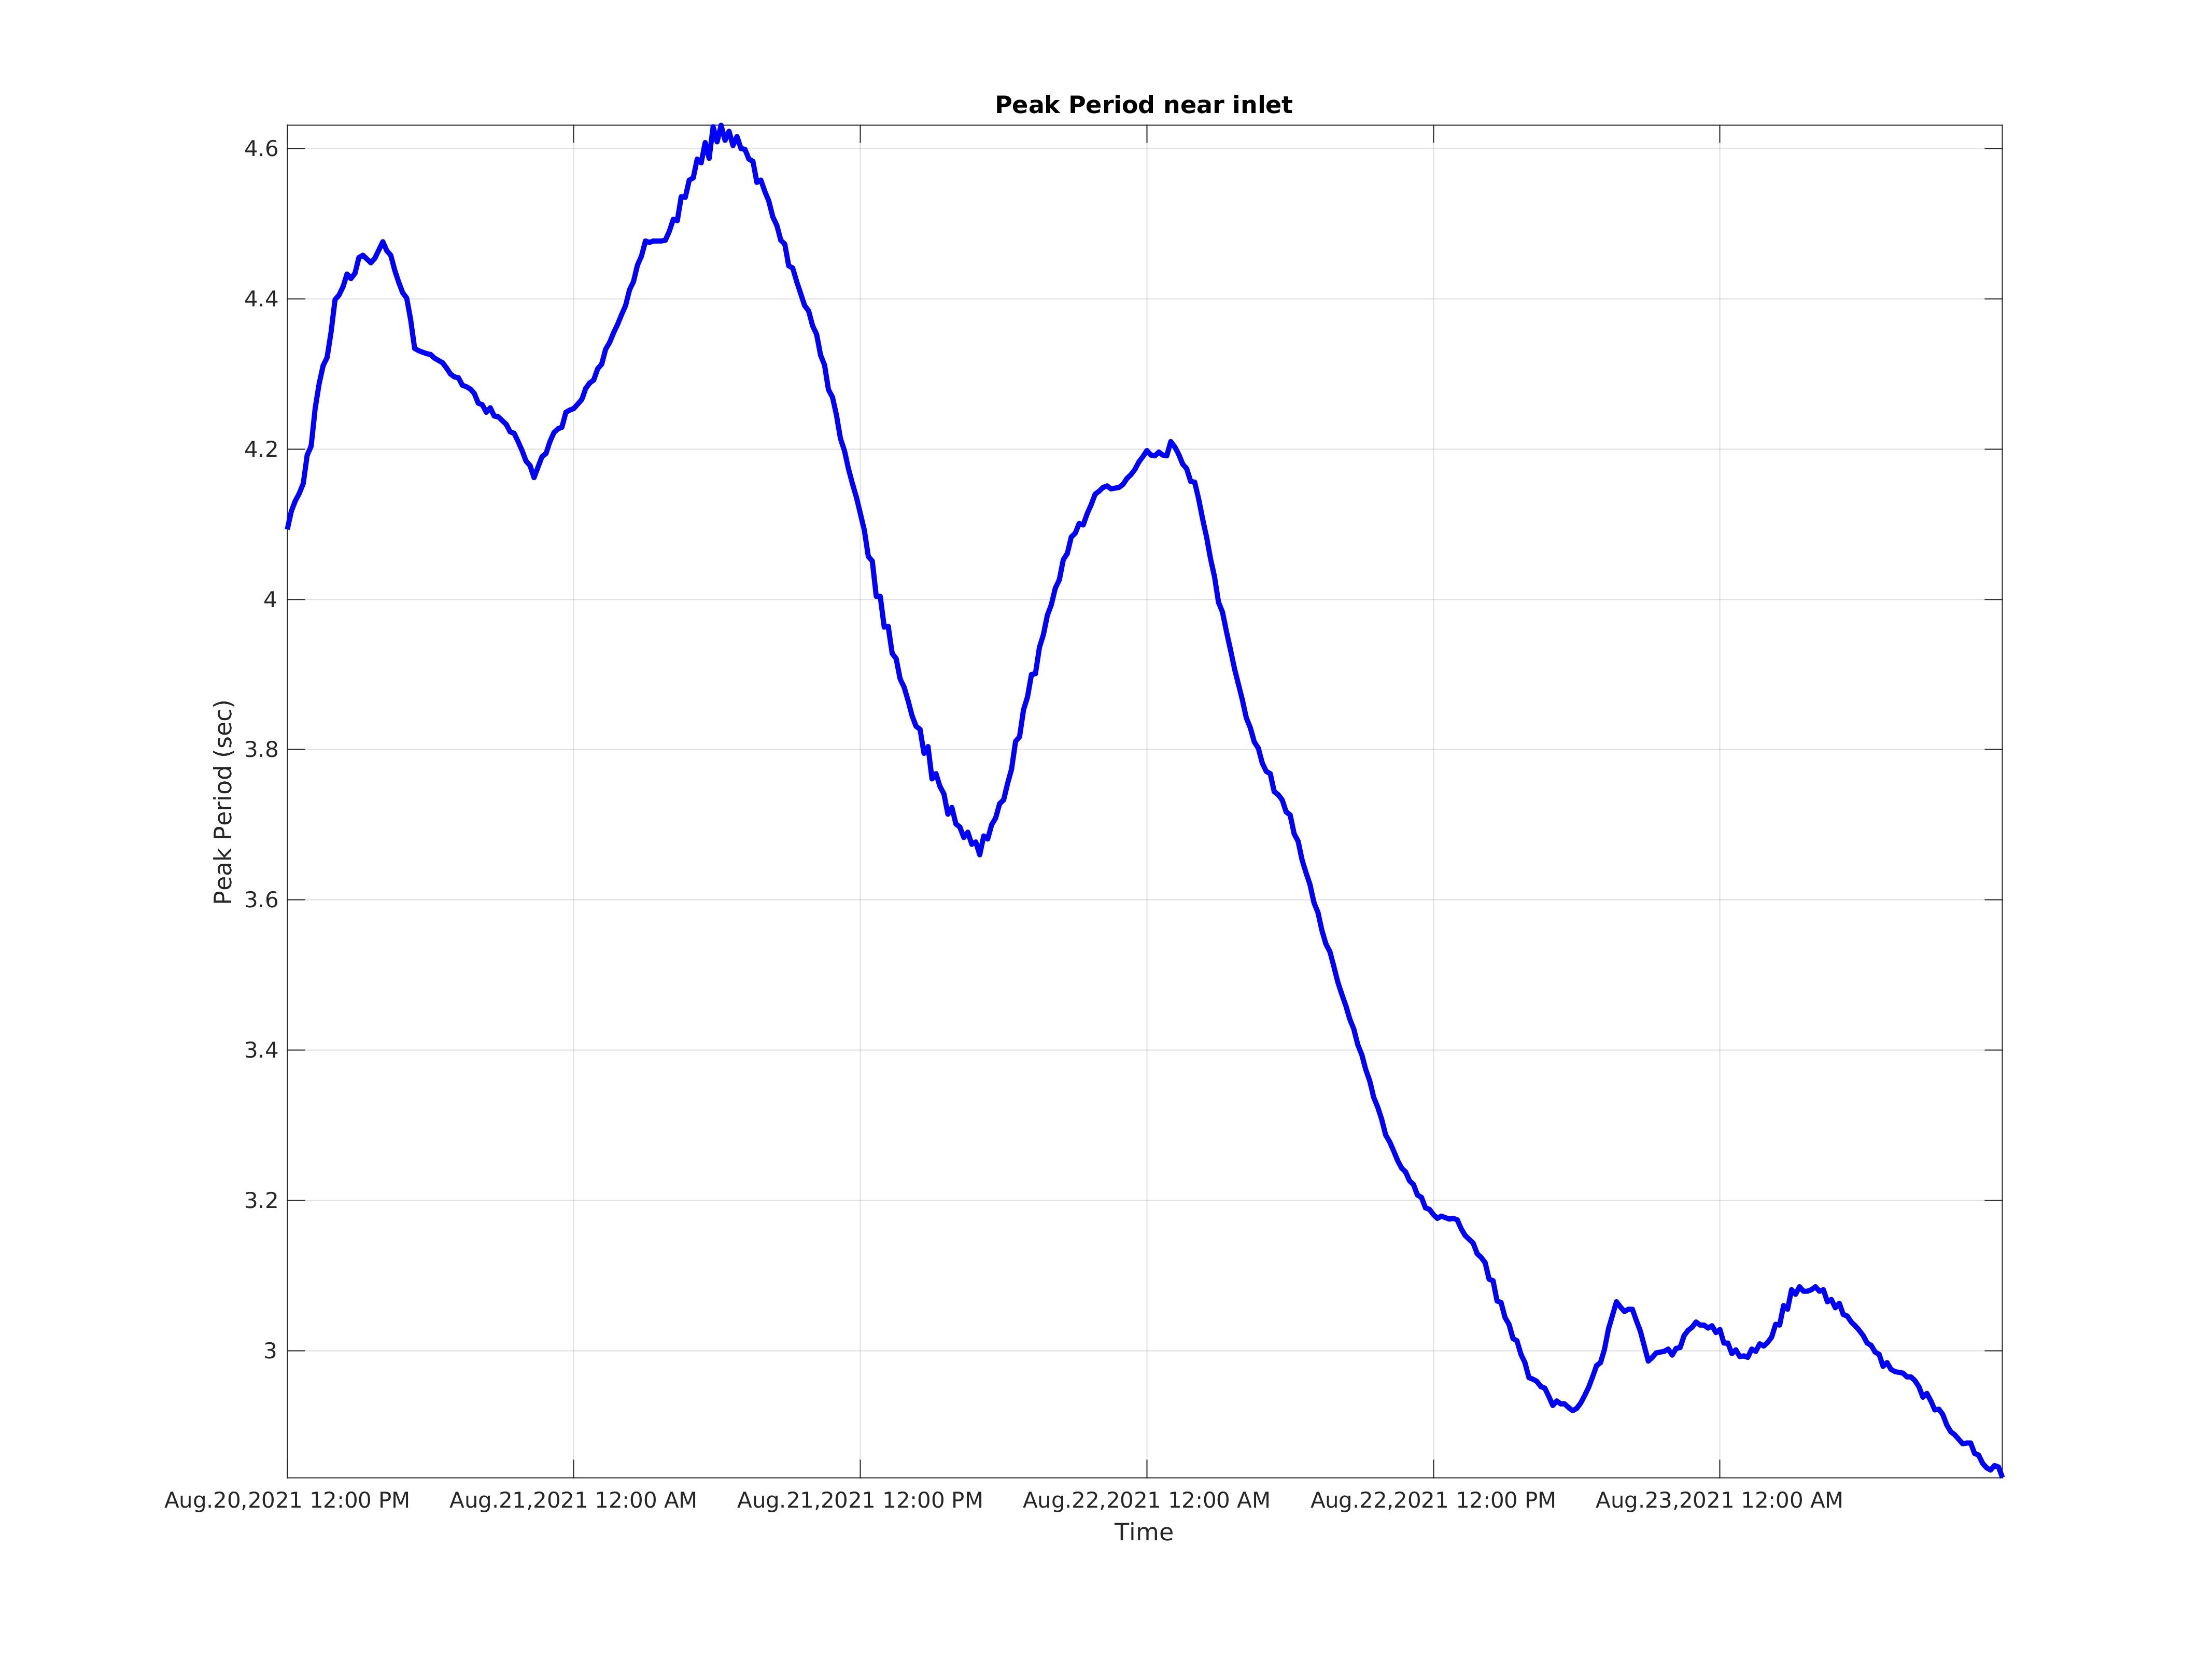 Peak Period near inlet
4.6
4.4
4.2
4
3.8
3.6
3.4
3.2
3
Peak Period (sec)
Aug.20,2021 12:00 PM Aug.21,2021 12:00 AM Aug.21,2021 12:00 PM Aug.22,2021 12:00 AM Aug.22,2021 12:00 PM Aug.23,2021 12:00 AM
Time